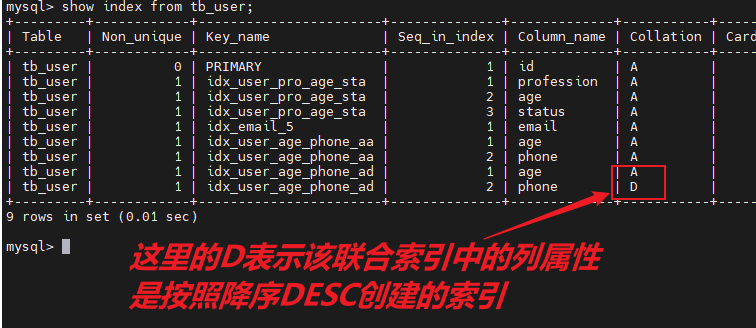 mysql> show index from tb_user;
+---------+------------+----------------------+--------------+-------------+-----------+-----
| Table | Non_unique | Key_name | Seq_in_index | Column_name | Collation | Card
+---------+------------+----------------------+--------------+-------------+-----------+-----
| tb_user | 0 | PRIMARY | 1 | id | A |
| tb_user | 1 | idx_user_pro_age_sta | 1 | profession | A |
| tb_user | 1 | idx_user_pro_age_sta | 2 | age | A |
| tb_user | 1 | idx_user_pro_age_sta | 3 | status | A |
| tb_user | 1 | idx_email_5 | 1 | email | A |
| tb_user | 1 | idx_user_age_phone_aa | 1 | age | A |
| tb_user | 1 | idx_user_age_phone_aa | 2 | phone | A |
| tb_user | 1 | idx_user_age_phone_ad | 1 | age | A |
| tb_user | 1 | idx_user_age_phone_ad | 2 | phone | D |
+---------+------------+----------------------+--------------+-------------+-----------+-----
9 rows in set (0.01 sec)
mysql>
这里的D表示该联合索引中的列属性
是按照降序DESC创建的索引